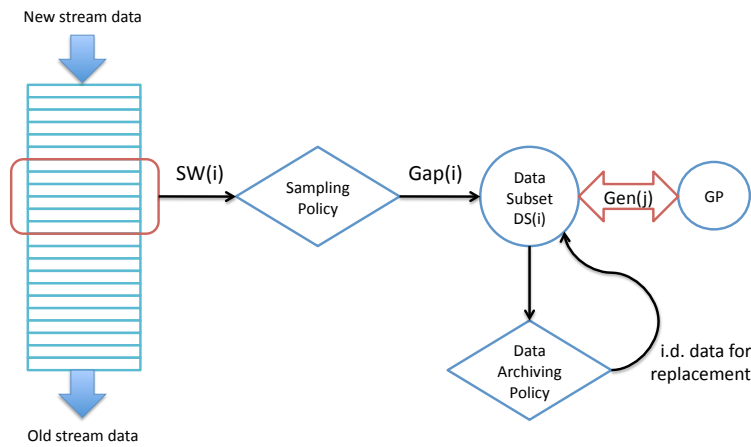 New stream data
SW(i)
Sampling
Policy
Gap(i)
Data
Subset
DS(i)
Gen(j)
GP
Data
Archiving
Policy
i.d. data for
replacement
Old stream data